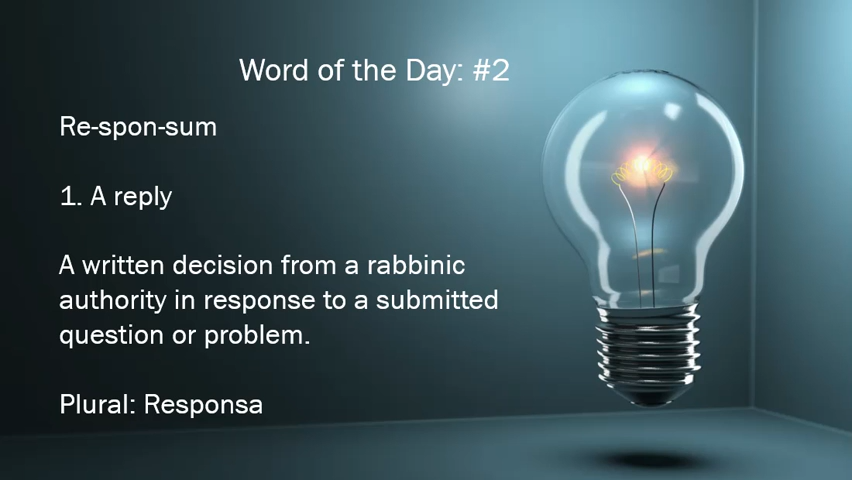 Word of the Day: #2
Re-spon-sum
1. A reply
A written decision from a rabbinic
authority in response to a submitted
question or problem.
Plural: Responsa